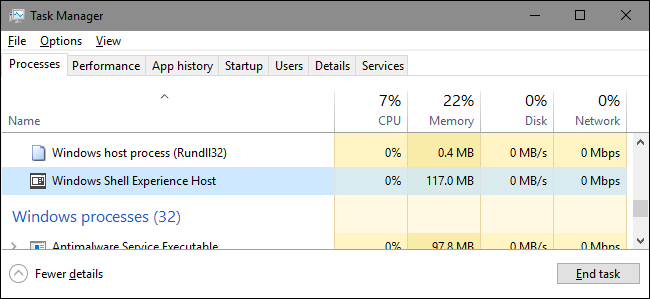 Task Manager
File Options View
Processes Performance App history Startup Users Details Services
7% 22% 0% 0%
Name CPU Memory Disk Network
Windows host process (Rundll32) 0% 0.4 MB 0 MB/s 0 Mbps
Windows Shell Experience Host 0% 117.0 MB 0 MB/s 0 Mbps
Windows processes (32)
Antimalware Service Executable 0% 97.8 MB 0 MB/s 0 Mbps
Fewer details End task